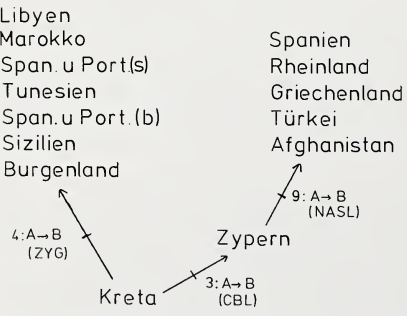 Libyen
Marokko
Span. u Port.(s)
Tunesien
Span. u Port. (b)
Sizilien
Burgenland
Spanien
Rheinland
Griechenland
Türkei
Afghanistan
9: A→B
(NASL)
4: A→B
(ZYG)
Zypern
3: A→B
(CBL)
Kreta